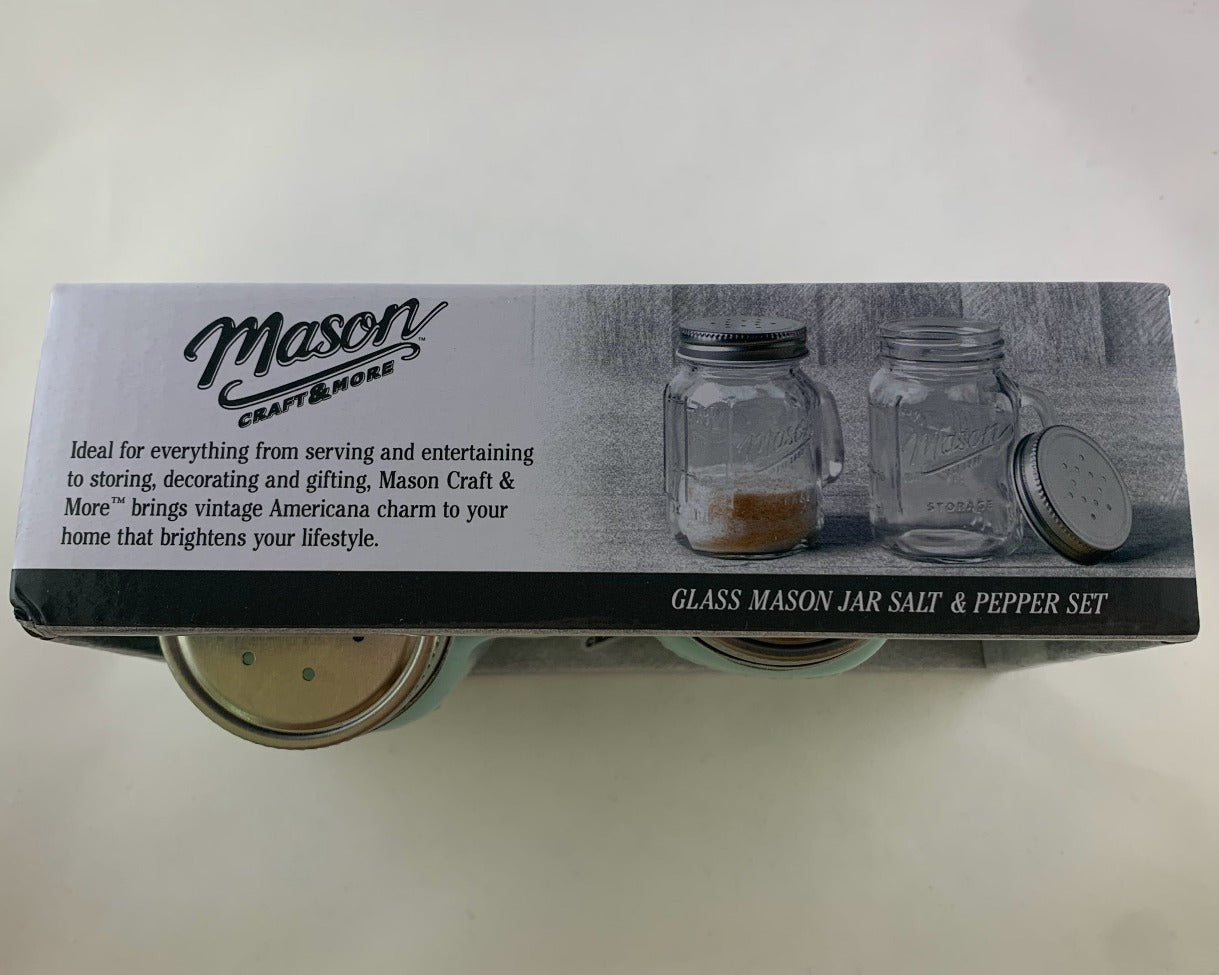 Mason™
CRAFT & MORE
Ideal for everything from serving and entertaining
to storing, decorating and gifting, Mason Craft &
More™ brings vintage Americana charm to your
home that brightens your lifestyle.
Mason
Mason
STORAGE
GLASS MASON JAR SALT & PEPPER SET